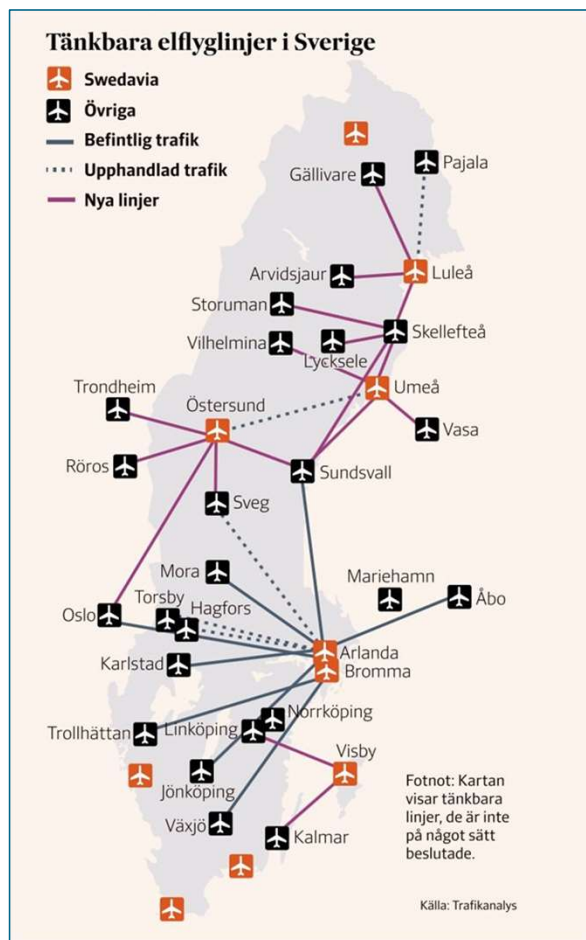 Tänkbara elflyglinjer i Sverige
Swedavia
Övriga
Befintlig trafik
Upphandlad trafik
Nya linjer
Pajala
Gällivare
Arvidsjaur
Luleå
Storuman
Skellefteå
Vilhelmina
Lycksele
Trondheim
Östersund
Umeå
Vasa
Röros
Sundsvall
Sveg
Mora
Mariehamn
Åbo
Oslo
Torsby
Hagfors
Karlstad
Arlanda
Bromma
Norrköping
Trollhättan
Linköping
Visby
Jönköping
Växjö
Kalmar
Fotnot: Kartan
visar tänkbara
linjer, de är inte
på något sätt
beslutade.
Källa: Trafikanalys